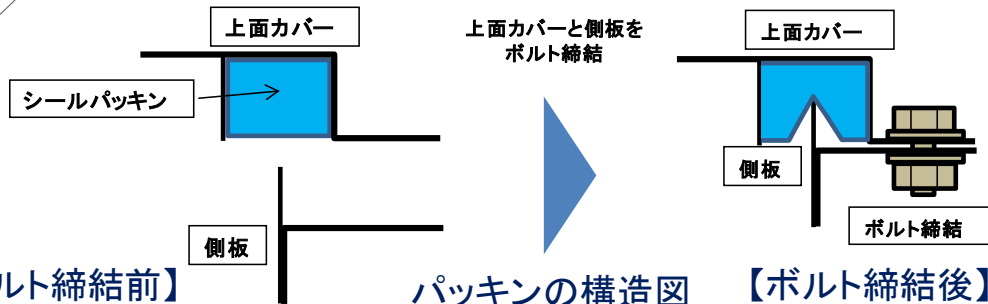 上面カバー
シールパッキン
側板
ルト締結前】
上面カバーと側板を
ボルト締結
パッキンの構造図
上面カバー
側板
ボルト締結
【ボルト締結後】